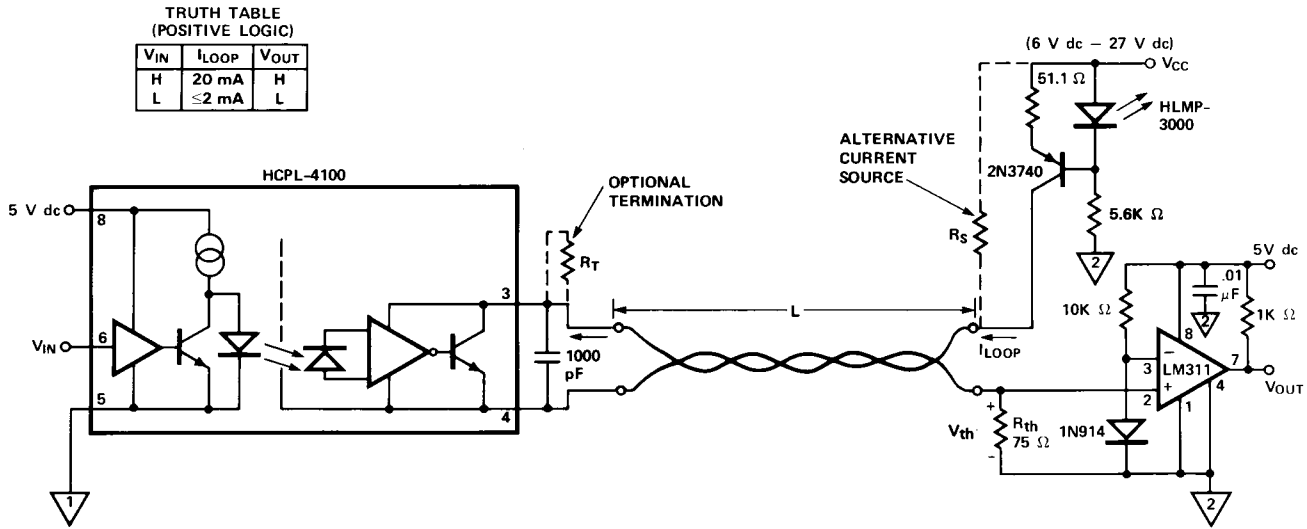 TRUTH TABLE
(POSITIVE LOGIC)
VIN ILOOP VOUT
H 20 mA H
L ≤2 mA L
(6 V dc – 27 V dc)
VCC
51.1 Ω
HLMP-
3000
ALTERNATIVE
CURRENT
SOURCE
2N3740
HCPL-4100
OPTIONAL
TERMINATION
5.6K Ω
5 V dc
8
RS
2
5V dc
RT
.01
μF
3
L
10K Ω
2
1K Ω
8
VIN
6
1000
pF
ILOOP
–
3
LM311
7
VOUT
+
2
4
1
5
4
+
Vth
Rth
75 Ω
–
1N914
1
2